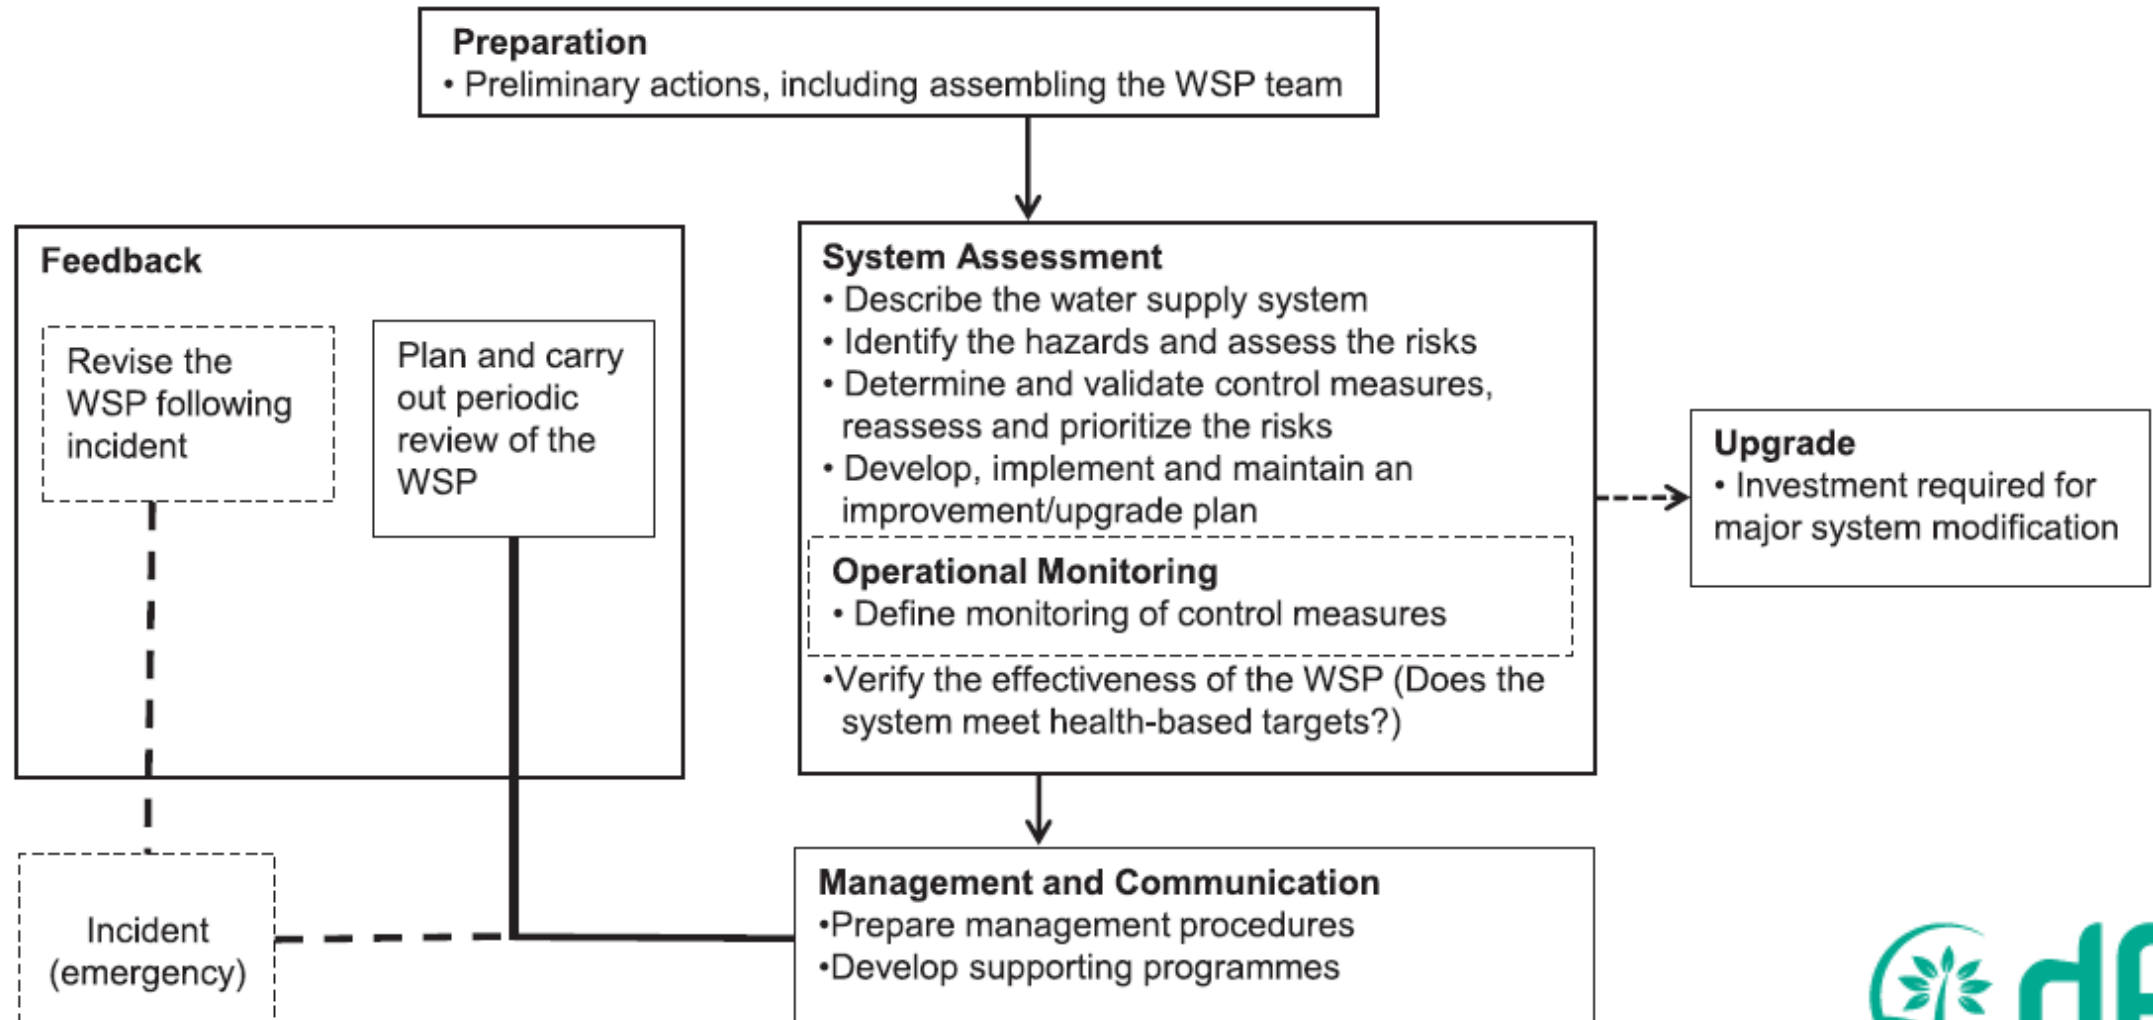 Preparation
• Preliminary actions, including assembling the WSP team
Feedback
Revise the
WSP following
incident
Plan and carry
out periodic
review of the
WSP
System Assessment
• Describe the water supply system
• Identify the hazards and assess the risks
• Determine and validate control measures,
reassess and prioritize the risks
• Develop, implement and maintain an
improvement/upgrade plan
Operational Monitoring
• Define monitoring of control measures
•Verify the effectiveness of the WSP (Does the
system meet health-based targets?)
Upgrade
• Investment required for
major system modification
Incident
(emergency)
Management and Communication
•Prepare management procedures
•Develop supporting programmes